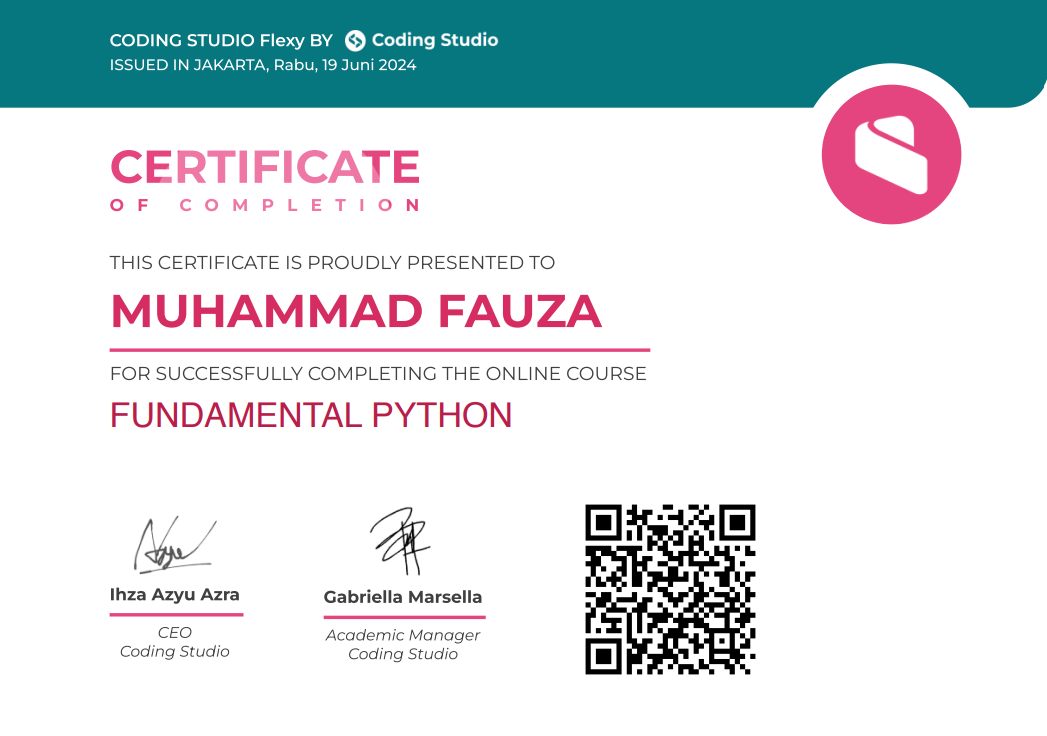 CODING STUDIO Flexy BY Coding Studio
ISSUED IN JAKARTA, Rabu, 19 Juni 2024
CERTIFICATE
OF COMPLETION
THIS CERTIFICATE IS PROUDLY PRESENTED TO
MUHAMMAD FAUZA
FOR SUCCESSFULLY COMPLETING THE ONLINE COURSE
FUNDAMENTAL PYTHON
Ihza Azyu Azra
CEO
Coding Studio
Gabriella Marsella
Academic Manager
Coding Studio